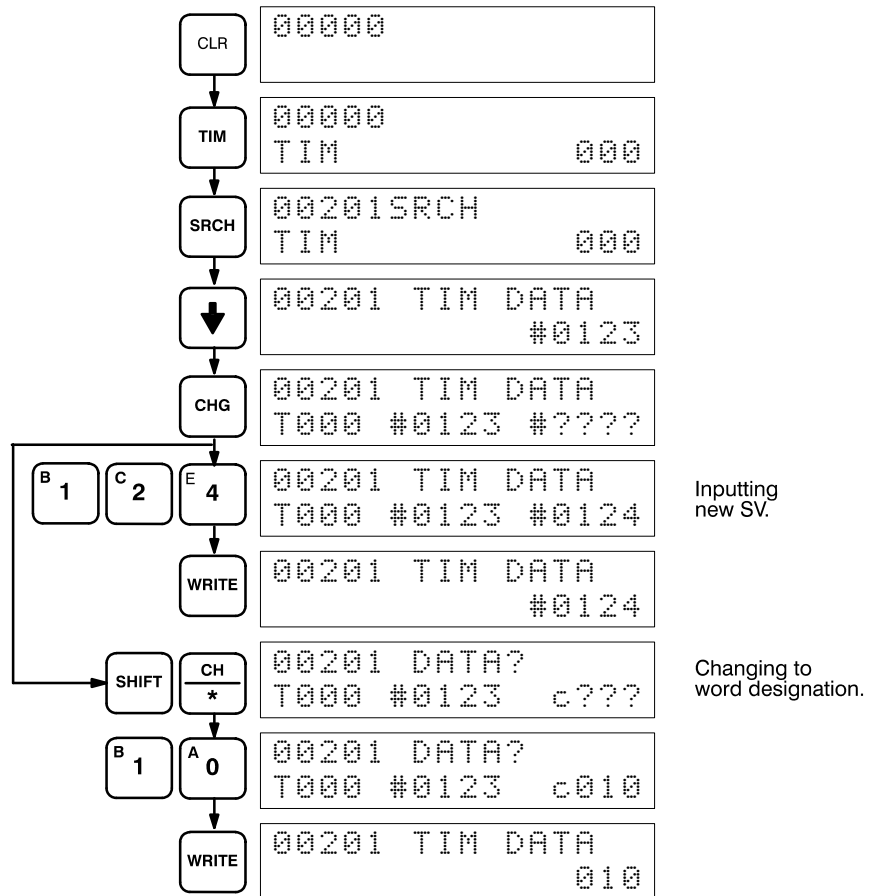 CLR
00000
TIM
00000
TIM 000
SRCH
00201SRCH
TIM 000
00201 TIM DATA
#0123
CHG
00201 TIM DATA
T000 #0123 #????
B 1
C 2
E 4
00201 TIM DATA
T000 #0123 #0124
Inputting
new SV.
WRITE
00201 TIM DATA
#0124
SHIFT
CH
*
00201 DATA?
T000 #0123 c???
Changing to
word designation.
B 1
A 0
00201 DATA?
T000 #0123 c010
WRITE
00201 TIM DATA
010